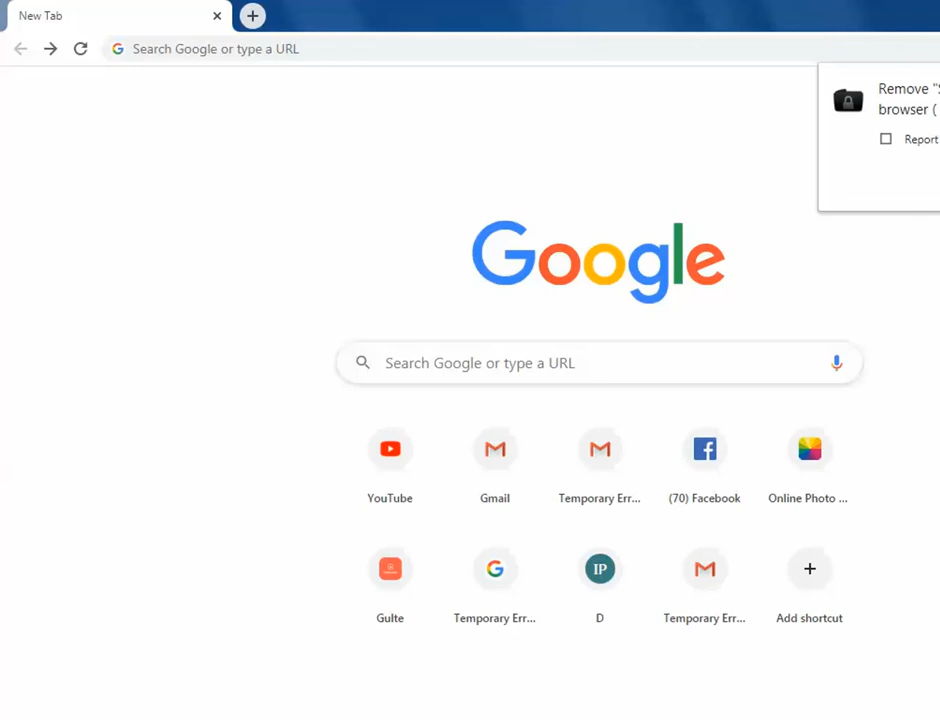 New Tab
Search Google or type a URL
Remove "S
browser (
Report
Google
Search Google or type a URL
YouTube
Gmail
Temporary Err...
(70) Facebook
Online Photo ...
IP
Gulte
Temporary Err...
D
Temporary Err...
Add shortcut